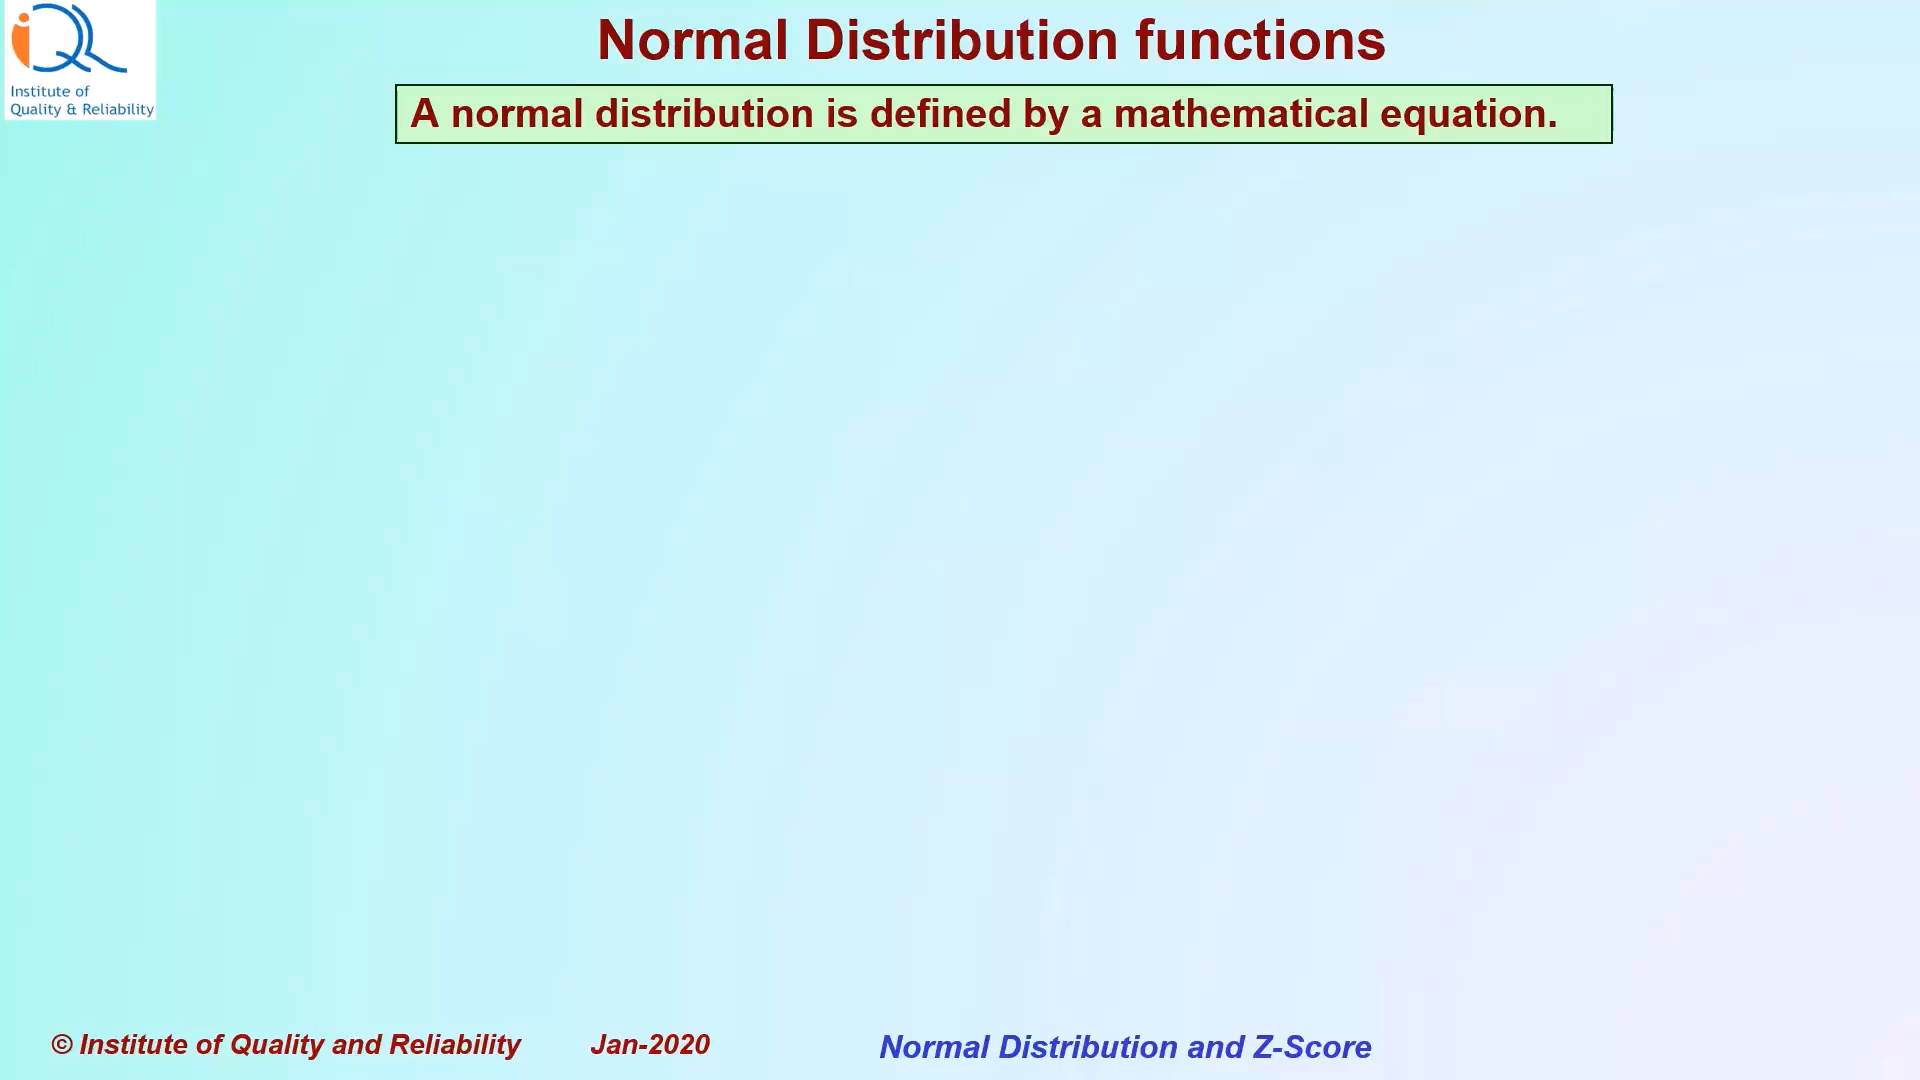 Institute of
Quality & Reliability
Normal Distribution functions
A normal distribution is defined by a mathematical equation.
© Institute of Quality and Reliability Jan-2020 Normal Distribution and Z-Score